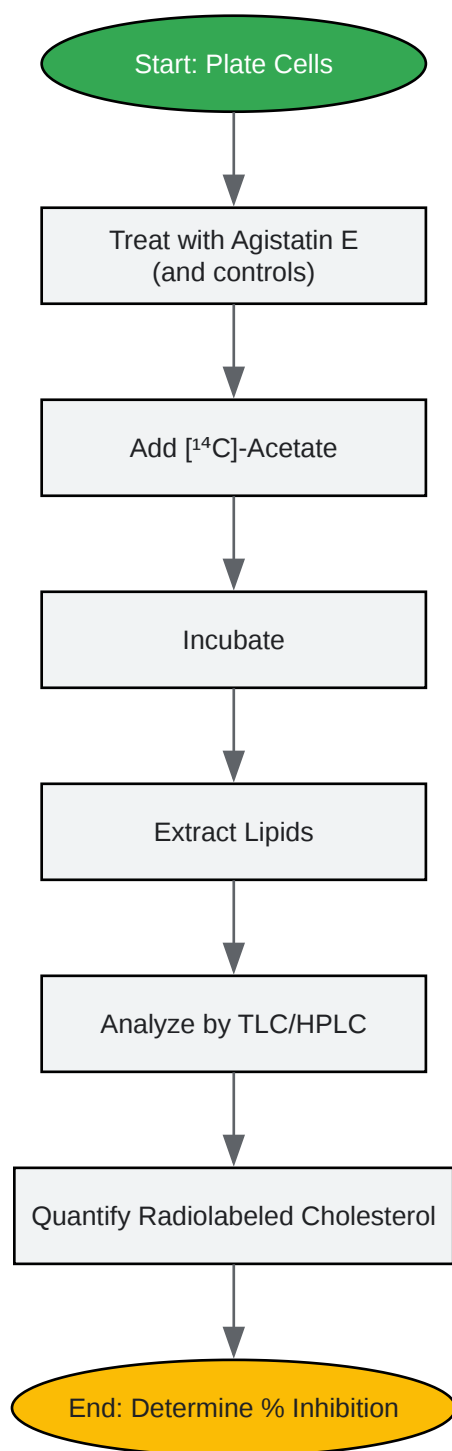 Start: Plate Cells
Treat with Agistatin E
(and controls)
Add [¹⁴C]-Acetate
Incubate
Extract Lipids
Analyze by TLC/HPLC
Quantify Radiolabeled Cholesterol
End: Determine % Inhibition